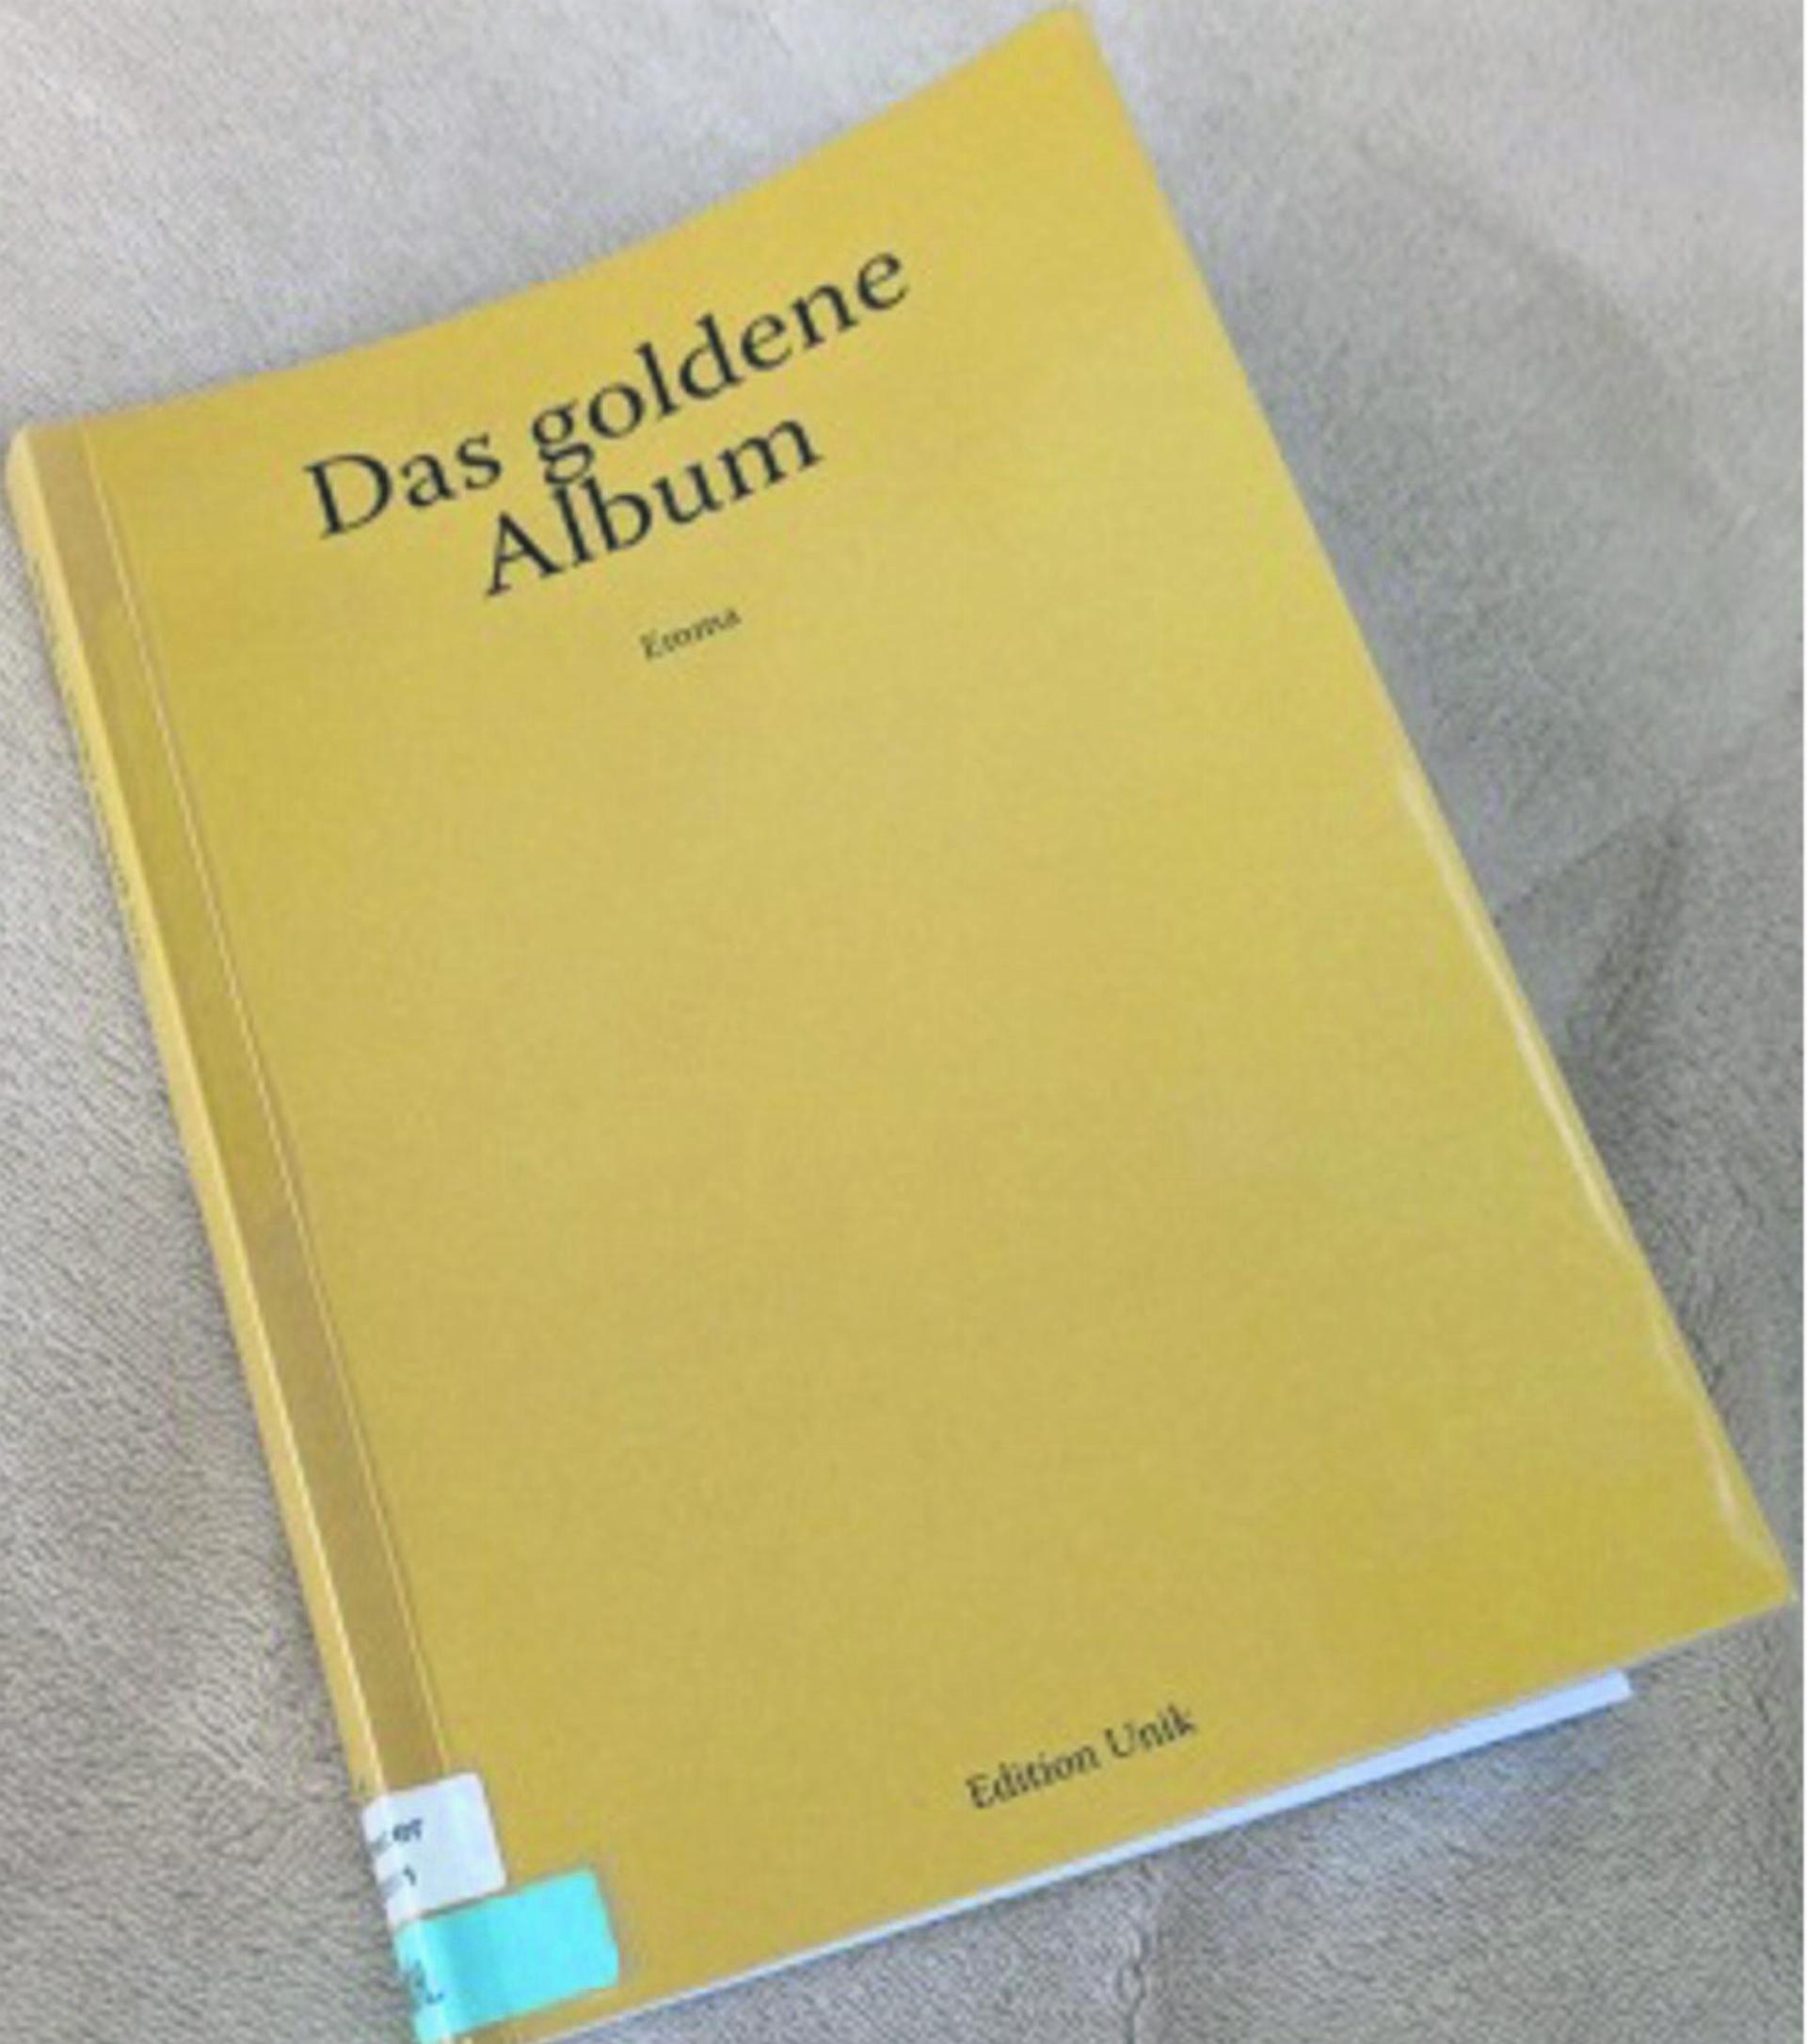 Das goldene
Album
Emma
Edition Unik